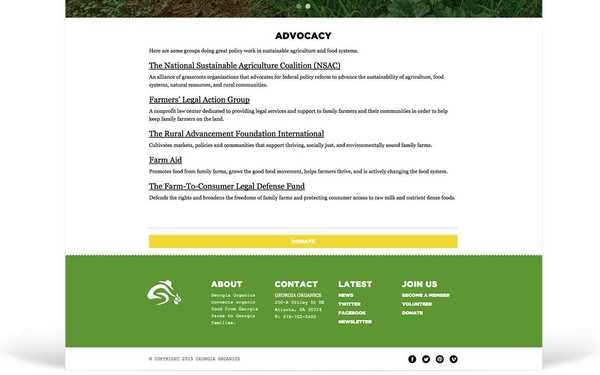 ADVOCACY
Here are some groups doing great policy work in sustainable agriculture and food systems.
The National Sustainable Agriculture Coalition (NSAC)
An alliance of grassroots organizations that advocates for federal policy reform to advance the sustainability of agriculture, food
systems, natural resources, and rural communities.
Farmers' Legal Action Group
A nonprofit law center dedicated to providing legal services and support to family farmers and their communities in order to help
keep family farmers on the land.
The Rural Advancement Foundation International
Cultivates markets, policies and communities that support thriving, socially just, and environmentally sound family farms.
Farm Aid
Promotes food from family farms, grows the good food movement, helps farmers thrive, and is actively changing the food system.
The Farm-To-Consumer Legal Defense Fund
Defends the rights and broadens the freedoms of family farms and protecting consumer access to raw milk and nutrient dense foods.
DONATE
ABOUT
Georgia Organics
connects organic
food from Georgia
farms to Georgia
families.
CONTACT
GEORGIA ORGANICS
200-A Ottley Dr NE
Atlanta, GA 30324
P: 678-702-0400
LATEST
NEWS
TWITTER
FACEBOOK
NEWSLETTER
JOIN US
BECOME A MEMBER
VOLUNTEER
DONATE
© COPYRIGHT 2015 GEORGIA ORGANICS